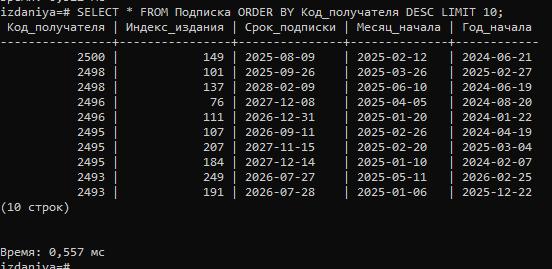 izdaniya=# SELECT * FROM Подписка ORDER BY Код_получателя DESC LIMIT 10;
Код_получателя | Индекс_издания | Срок_подписки | Месяц_начала | Год_начала
----------------+----------------+---------------+--------------+------------
2500 | 149 | 2025-08-09 | 2025-02-12 | 2024-06-21
2498 | 101 | 2025-09-26 | 2025-03-26 | 2025-02-27
2498 | 137 | 2028-02-09 | 2025-06-10 | 2024-06-19
2496 | 76 | 2027-12-08 | 2025-04-05 | 2024-08-20
2496 | 111 | 2026-12-31 | 2025-01-20 | 2024-01-22
2495 | 107 | 2026-09-11 | 2025-02-26 | 2024-04-19
2495 | 207 | 2027-11-15 | 2025-02-20 | 2025-03-04
2495 | 184 | 2027-12-14 | 2025-01-10 | 2024-02-07
2493 | 249 | 2026-07-27 | 2025-05-11 | 2026-02-25
2493 | 191 | 2026-07-28 | 2025-01-06 | 2025-12-22
(10 строк)
Время: 0,557 мс
izdaniya=#